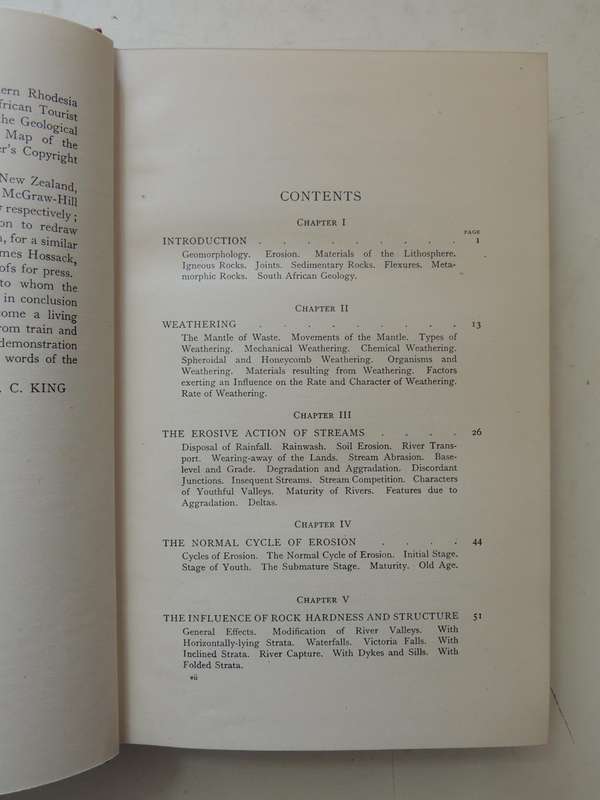 ern Rhodesia
frican Tourist
the Geological
Map of the
er's Copyright
New Zealand,
McGraw-Hill
respectively;
on to redraw
, for a similar
mes Hossack,
ofs for press.
to whom the
in conclusion
come a living
rom train and
demonstration
words of the
. C. KING
CONTENTS
CHAPTER I
PAGE
INTRODUCTION . . . . . . . . . 1
Geomorphology. Erosion. Materials of the Lithosphere.
Igneous Rocks. Joints. Sedimentary Rocks. Flexures. Meta-
morphic Rocks. South African Geology.
CHAPTER II
WEATHERING . . . . . . . . . 13
The Mantle of Waste. Movements of the Mantle. Types of
Weathering. Mechanical Weathering. Chemical Weathering.
Spheroidal and Honeycomb Weathering. Organisms and
Weathering. Materials resulting from Weathering. Factors
exerting an Influence on the Rate and Character of Weathering.
Rate of Weathering.
CHAPTER III
THE EROSIVE ACTION OF STREAMS . . . . 26
Disposal of Rainfall. Rainwash. Soil Erosion. River Trans-
port. Wearing-away of the Lands. Stream Abrasion. Base-
level and Grade. Degradation and Aggradation. Discordant
Junctions. Insequent Streams. Stream Competition. Characters
of Youthful Valleys. Maturity of Rivers. Features due to
Aggradation. Deltas.
CHAPTER IV
THE NORMAL CYCLE OF EROSION . . . . 44
Cycles of Erosion. The Normal Cycle of Erosion. Initial Stage.
Stage of Youth. The Submature Stage. Maturity. Old Age.
CHAPTER V
THE INFLUENCE OF ROCK HARDNESS AND STRUCTURE 51
General Effects. Modification of River Valleys. With
Horizontally-lying Strata. Waterfalls. Victoria Falls. With
Inclined Strata. River Capture. With Dykes and Sills. With
Folded Strata.
vii